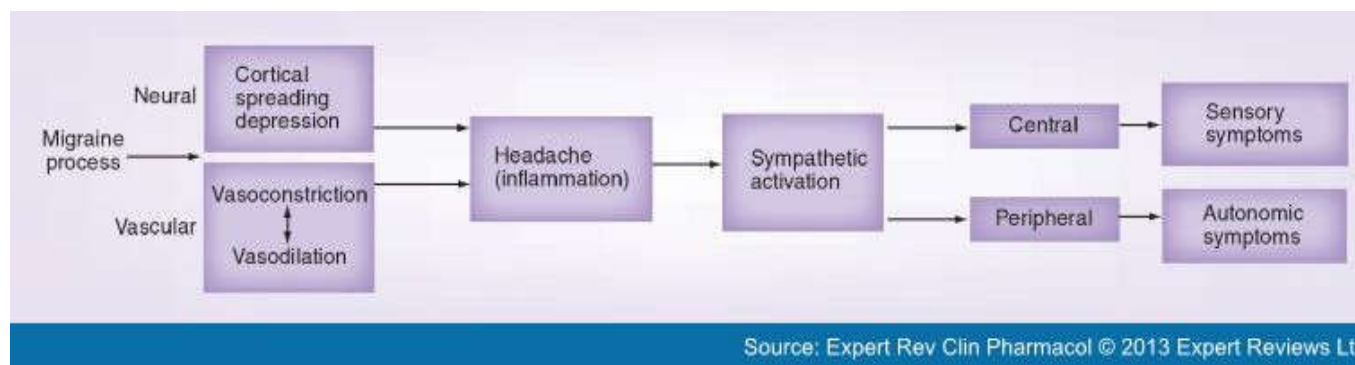 Neural
Cortical
spreading
depression
Migraine
process
Vascular
Vasoconstriction
Vasodilation
Headache
(inflammation)
Sympathetic
activation
Central
Sensory
symptoms
Peripheral
Autonomic
symptoms
Source: Expert Rev Clin Pharmacol © 2013 Expert Reviews Lt